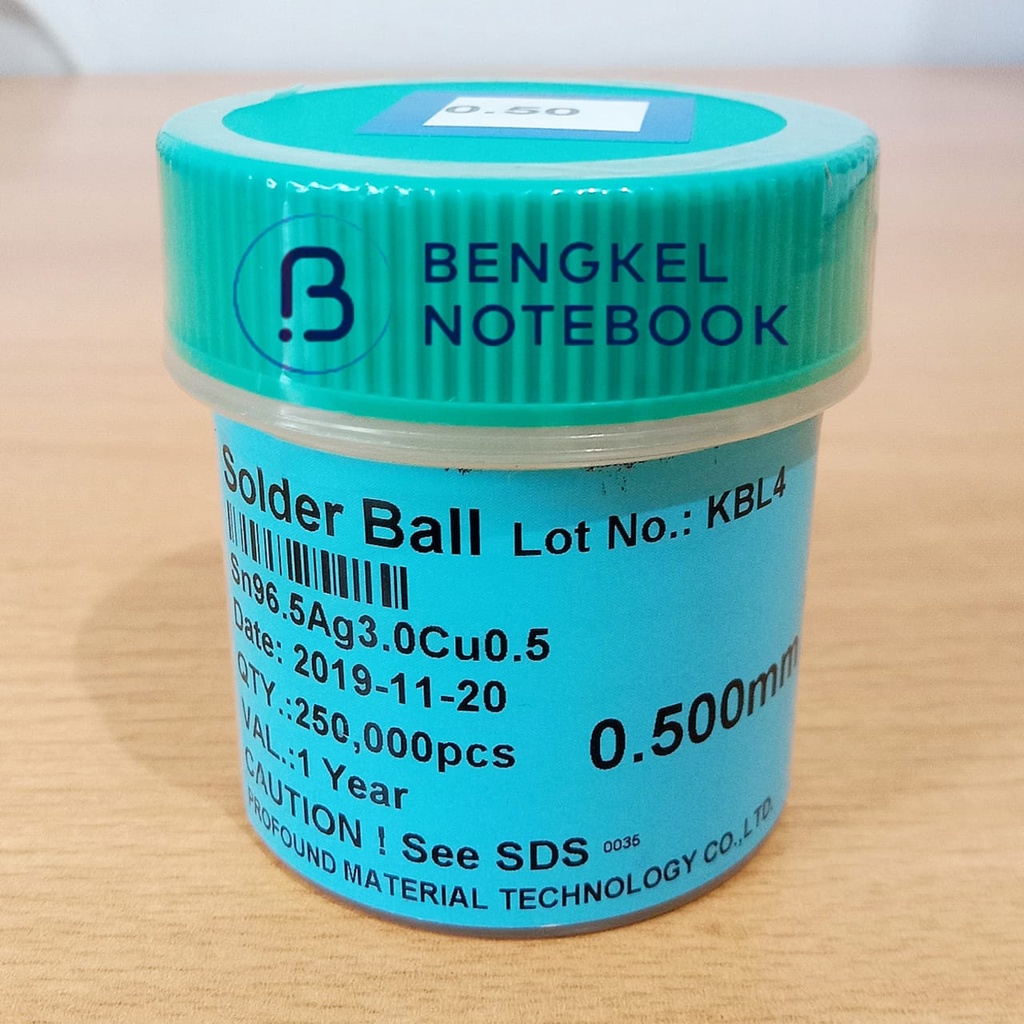 0.50
BENGKEL
NOTEBOOK
Solder Ball Lot No.: KBL4
Sn96.5Ag3.0Cu0.5
Date: 2019-11-20
QTY.:250,000pcs
0.500mm
VAL.:1 Year
CAUTION ! See SDS 0035
PROFOUND MATERIAL TECHNOLOGY CO.,LTD.